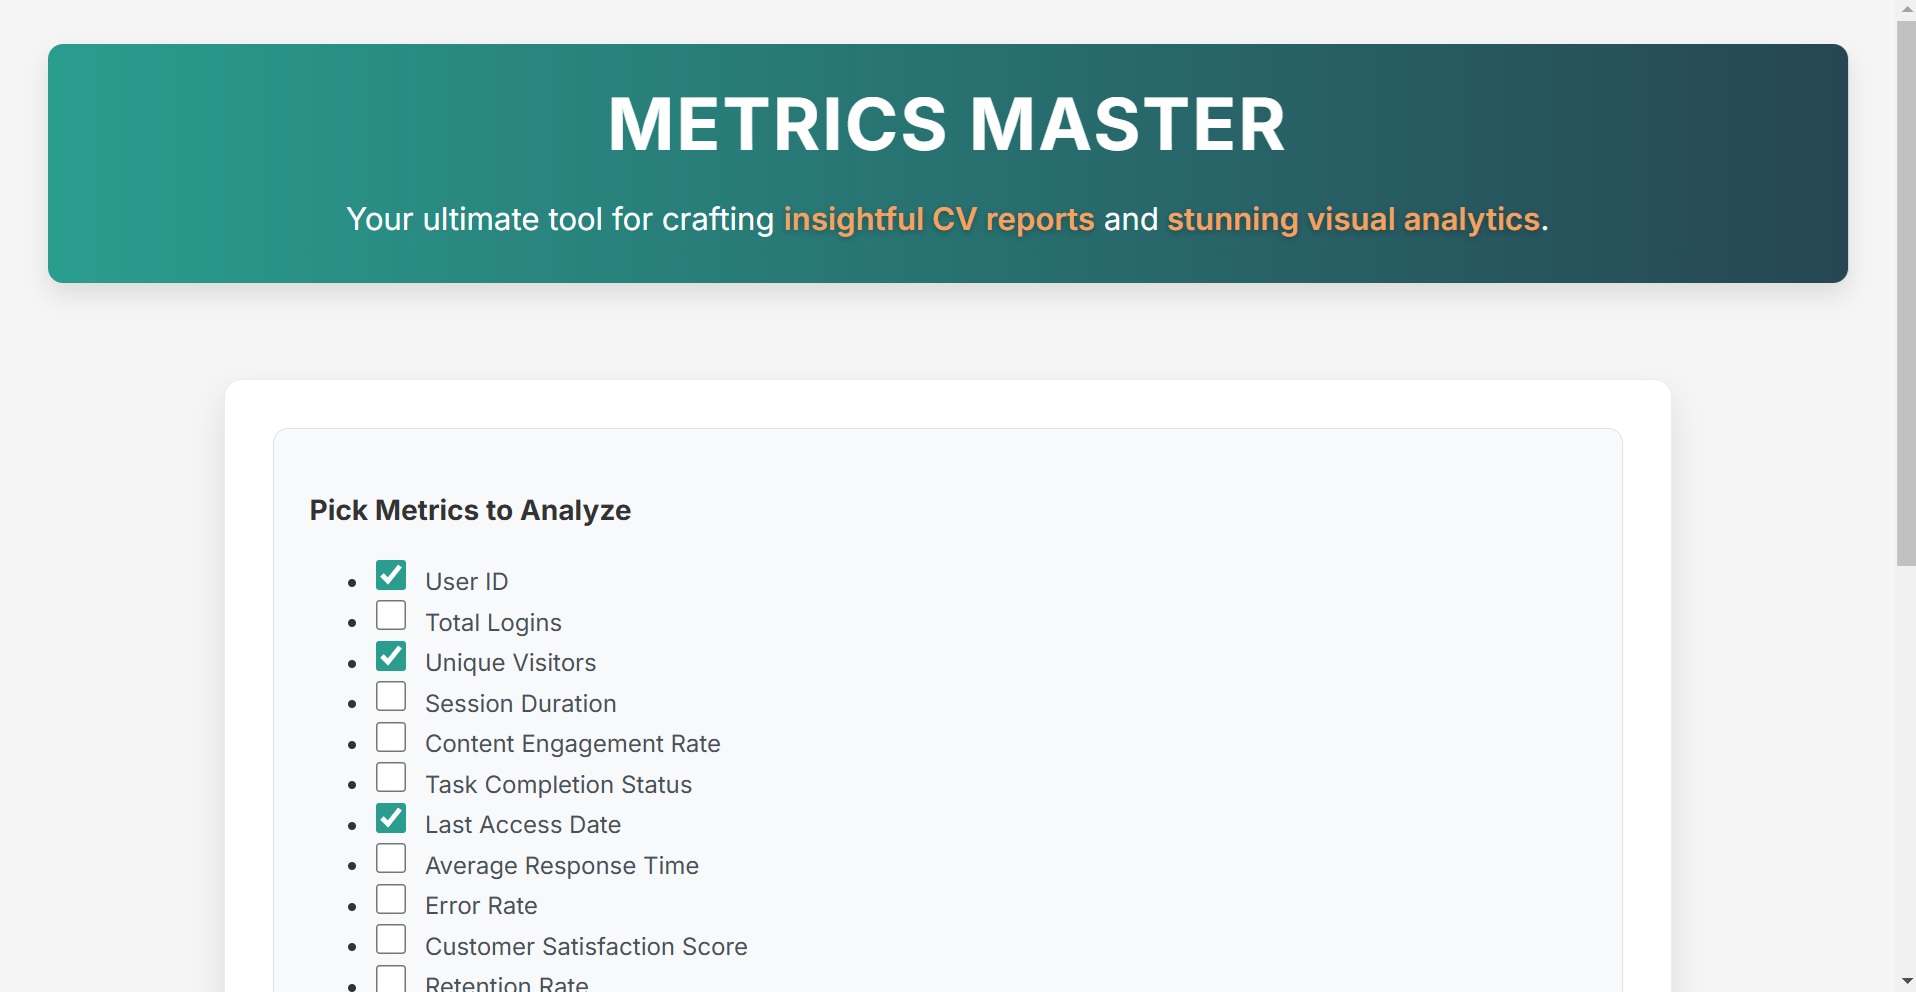 METRICS MASTER
Your ultimate tool for crafting insightful CV reports and stunning visual analytics.
Pick Metrics to Analyze
User ID
Total Logins
Unique Visitors
Session Duration
Content Engagement Rate
Task Completion Status
Last Access Date
Average Response Time
Error Rate
Customer Satisfaction Score
Retention Rate